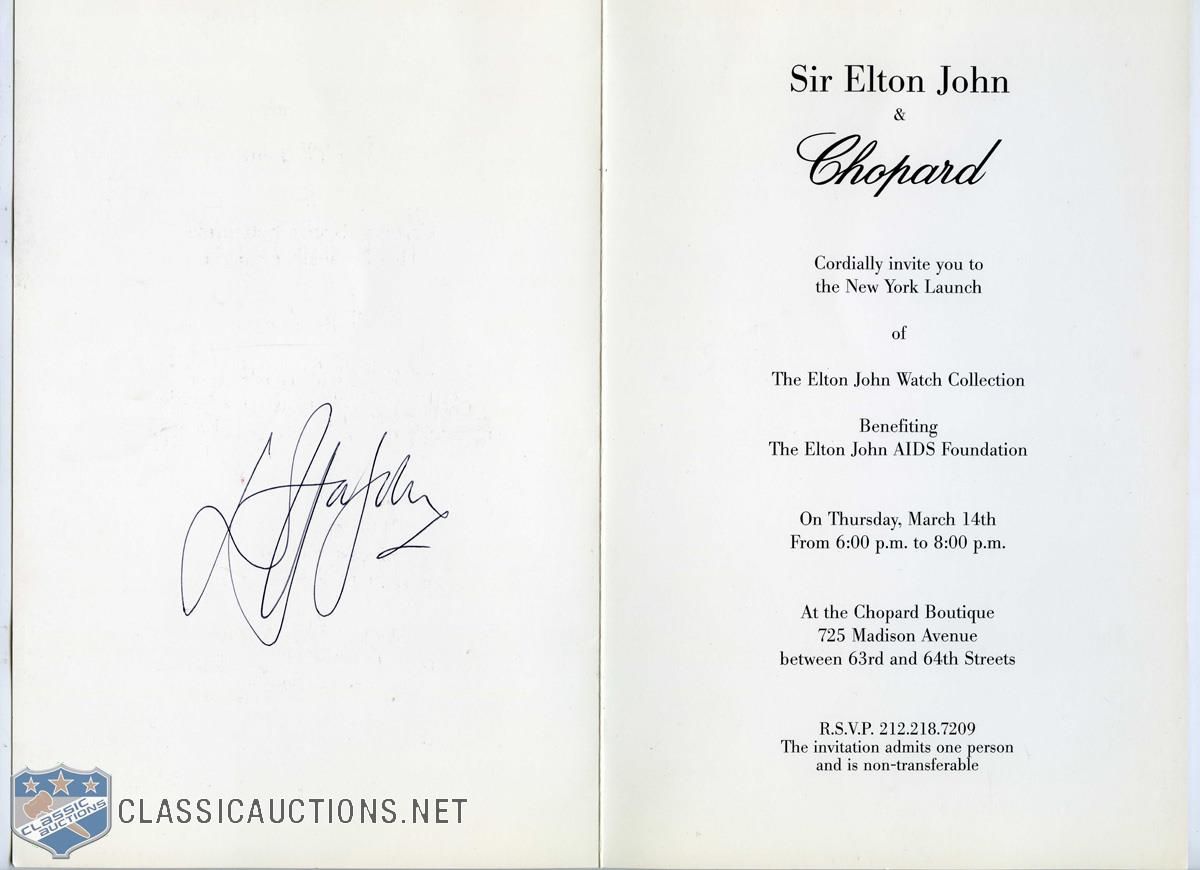 Sir Elton John
&
Chopard
Cordially invite you to
the New York Launch
of
The Elton John Watch Collection
Benefiting
The Elton John AIDS Foundation
On Thursday, March 14th
From 6:00 p.m. to 8:00 p.m.
At the Chopard Boutique
725 Madison Avenue
between 63rd and 64th Streets
R.S.V.P. 212.218.7209
The invitation admits one person
and is non-transferable
CLASSIC
AUCTIONS
CLASSICAUCTIONS.NET